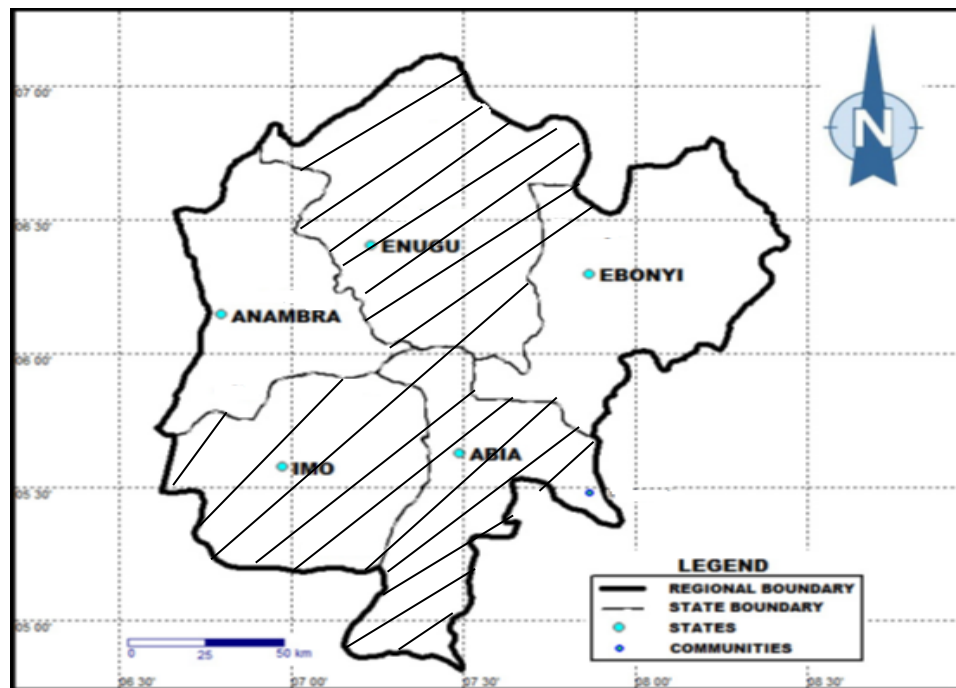 N
07 00'
06 30'
ENUGU
EBONYI
ANAMBRA
06 00'
ABIA
IMO
05 30'
LEGEND
REGIONAL BOUNDARY
STATE BOUNDARY
05 00'
STATES
COMMUNITIES
0 25 50 km
06 30' 07 00' 07 30' 08 00' 08 30'